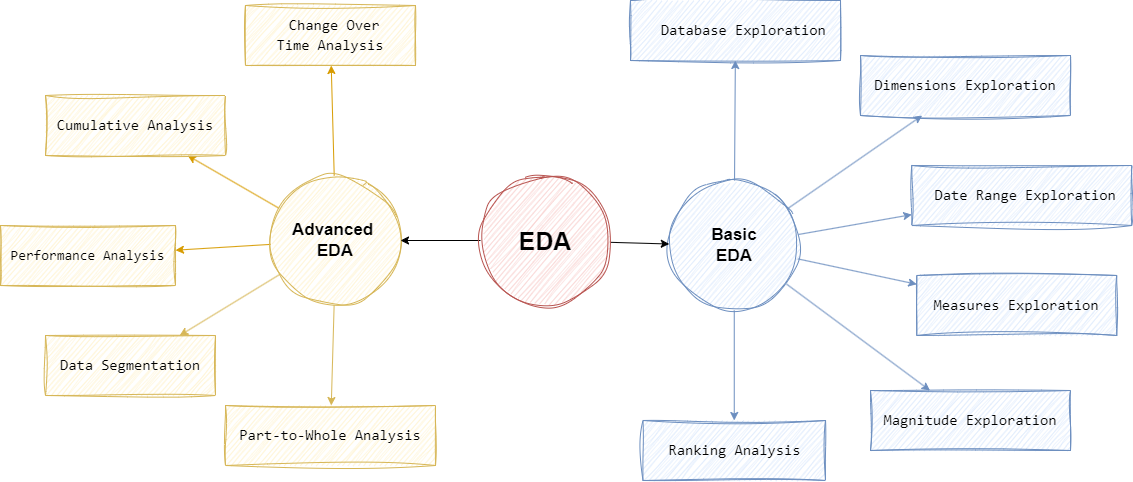 Change Over
Time Analysis
Database Exploration
Dimensions Exploration
Cumulative Analysis
Date Range Exploration
Advanced
EDA
EDA
Basic
EDA
Performance Analysis
Measures Exploration
Data Segmentation
Magnitude Exploration
Part-to-Whole Analysis
Ranking Analysis